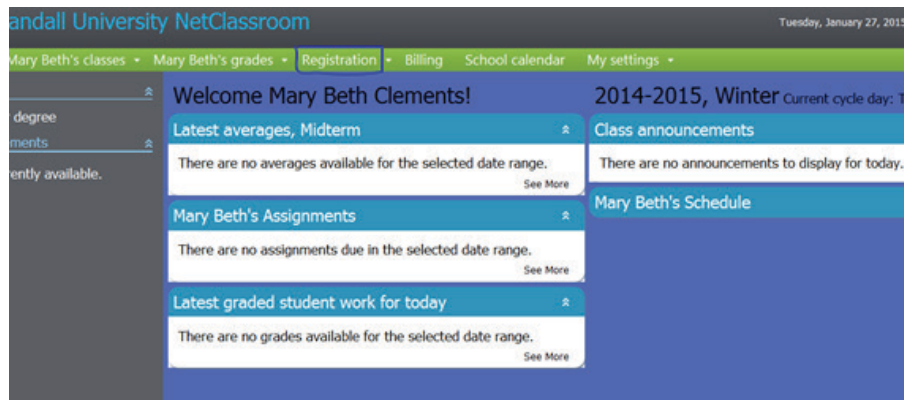 andall University NetClassroom
Tuesday, January 27, 2015
Mary Beth's classes Mary Beth's grades Registration Billing School calendar My settings
degree
ments
ently available.
Welcome Mary Beth Clements!
Latest averages, Midterm
There are no averages available for the selected date range.
See More
Mary Beth's Assignments
There are no assignments due in the selected date range.
See More
Latest graded student work for today
There are no grades available for the selected date range.
See More
2014-2015, Winter Current cycle day: T
Class announcements
There are no announcements to display for today.
Mary Beth's Schedule